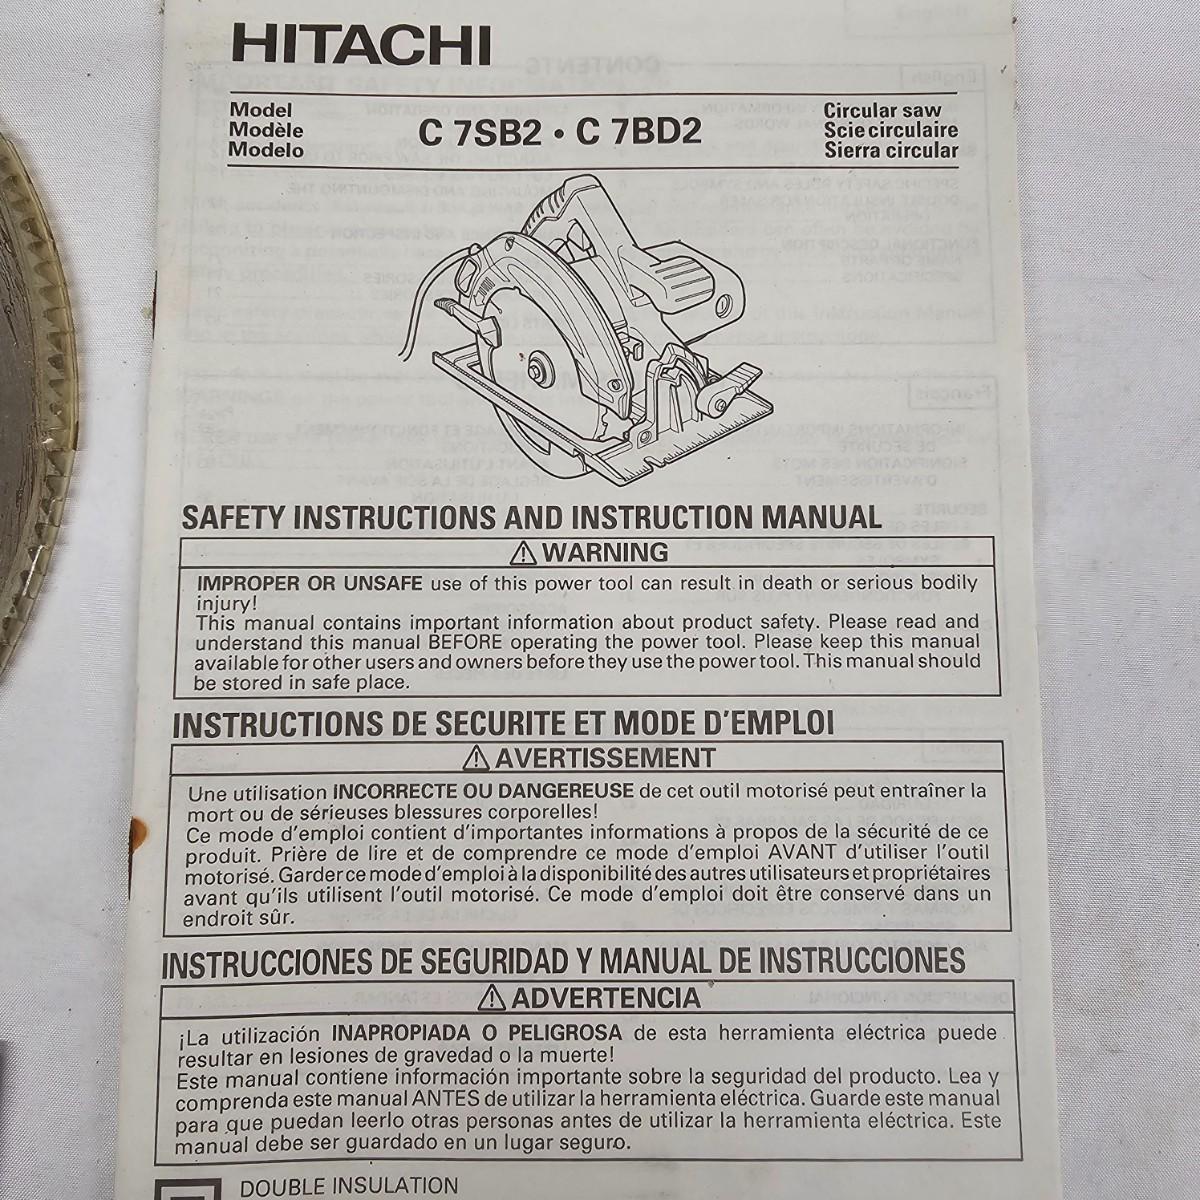 HITACHI
Model
Modèle
Modelo
C 7SB2 • C 7BD2
Circular saw
Scie circulaire
Sierra circular
SAFETY INSTRUCTIONS AND INSTRUCTION MANUAL
⚠ WARNING
IMPROPER OR UNSAFE use of this power tool can result in death or serious bodily
injury!
This manual contains important information about product safety. Please read and
understand this manual BEFORE operating the power tool. Please keep this manual
available for other users and owners before they use the power tool. This manual should
be stored in safe place.
INSTRUCTIONS DE SECURITE ET MODE D'EMPLOI
⚠ AVERTISSEMENT
Une utilisation INCORRECTE OU DANGEREUSE de cet outil motorisé peut entraîner la
mort ou de sérieuses blessures corporelles!
Ce mode d'emploi contient d'importantes informations à propos de la sécurité de ce
produit. Prière de lire et de comprendre ce mode d'emploi AVANT d'utiliser l'outil
motorisé. Garder ce mode d'emploi à la disponibilité des autres utilisateurs et propriétaires
avant qu'ils utilisent l'outil motorisé. Ce mode d'emploi doit être conservé dans un
endroit sûr.
INSTRUCCIONES DE SEGURIDAD Y MANUAL DE INSTRUCCIONES
⚠ ADVERTENCIA
¡La utilización INAPROPIADA O PELIGROSA de esta herramienta eléctrica puede
resultar en lesiones de gravedad o la muerte!
Este manual contiene información importante sobre la seguridad del producto. Lea y
comprenda este manual ANTES de utilizar la herramienta eléctrica. Guarde este manual
para que puedan leerlo otras personas antes de utilizar la herramienta eléctrica. Este
manual debe ser guardado en un lugar seguro.
DOUBLE INSULATION